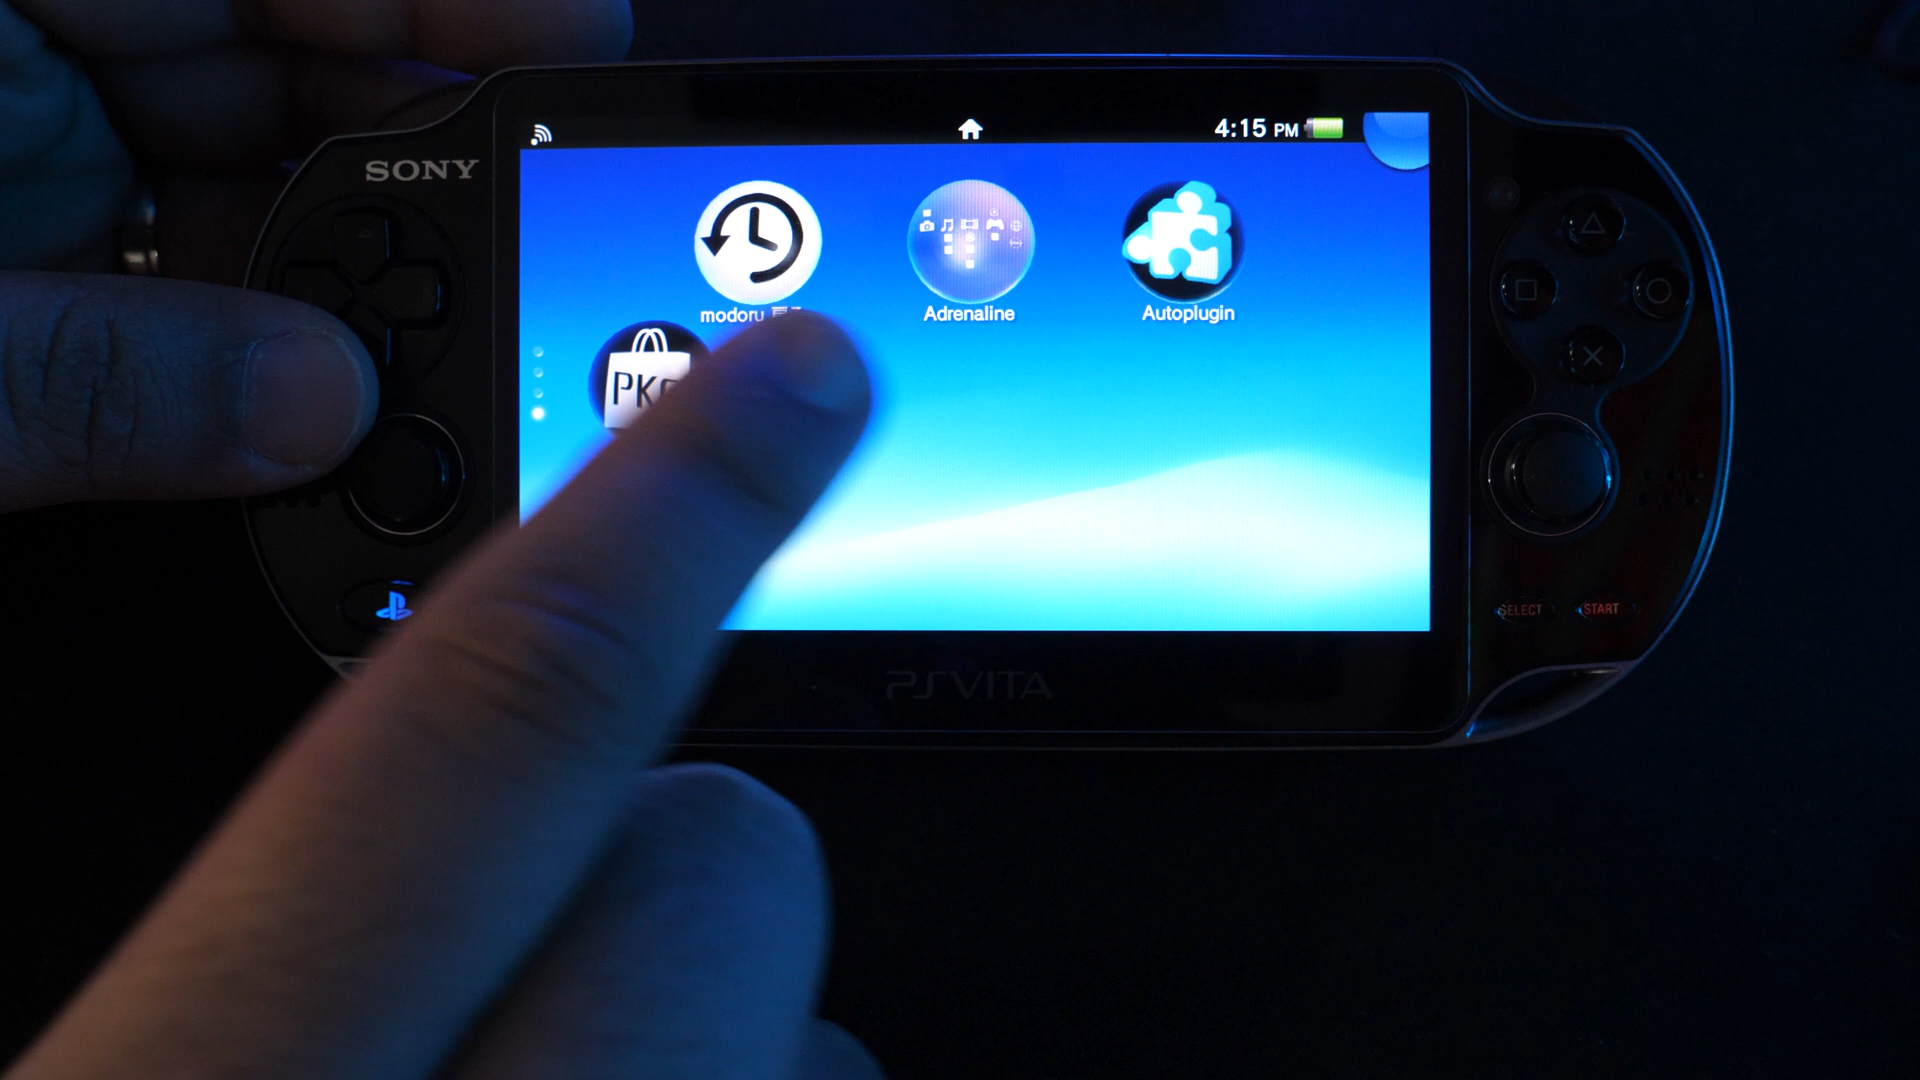 4:15 PM
SONY
modoru
Adrenaline
Autoplugin
SELECT
START
PSVITA